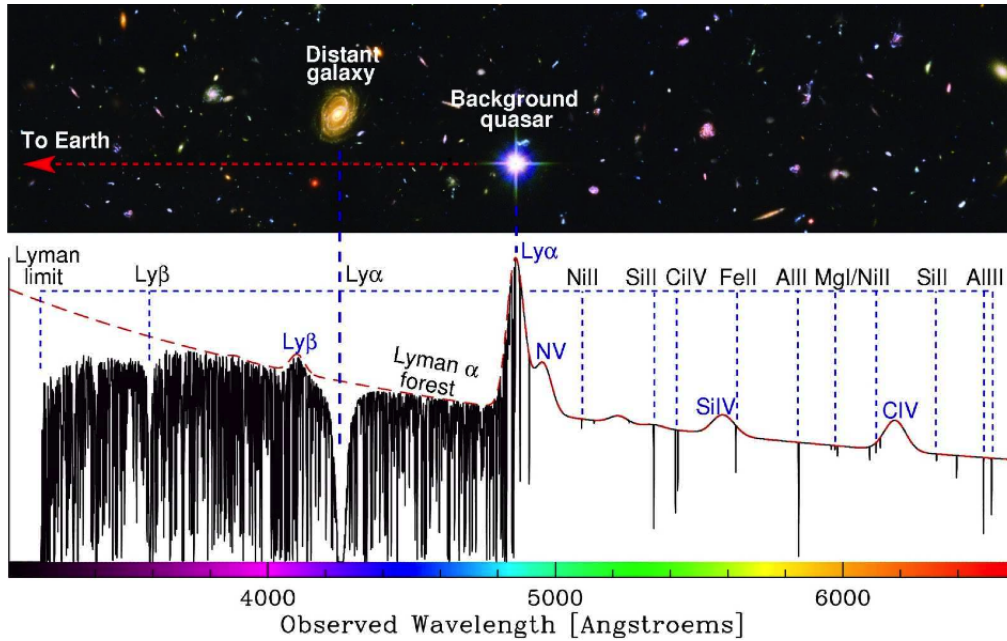 Distant
galaxy
Background
quasar
To Earth
Lyman
limit
Lyβ
Lyα
Lyα
NiII
SiII
CiIV
FeII
AlII
MgI/NiII
SiII
AlIII
Lyβ
Lyman α
forest
NV
SiIV
CIV
4000
5000
6000
Observed Wavelength [Angstroems]